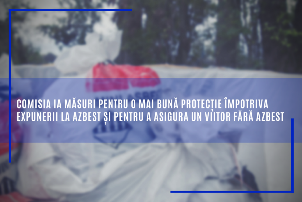 COMISIA IA MĂSURI PENTRU O MAI BUNĂ PROTECȚIE ÎMPOTRIVA
EXPUNERII LA AZBEST ȘI PENTRU A ASIGURA UN VIITOR FĂRĂ AZBEST